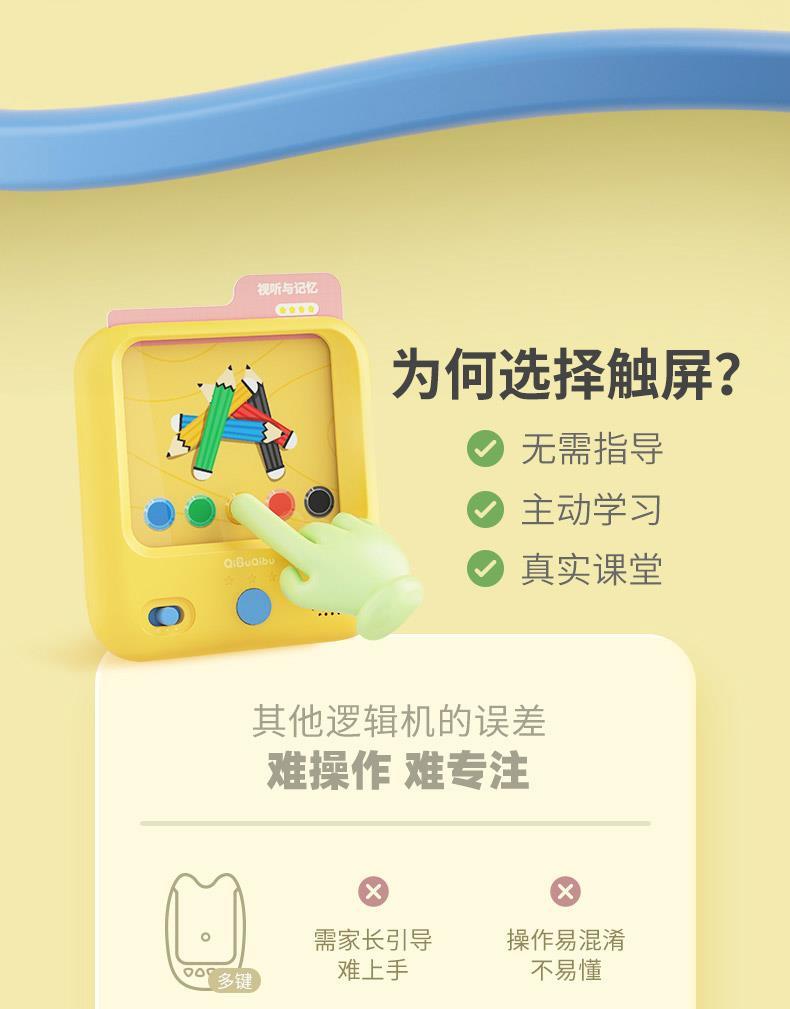 视听与记忆
为何选择触屏？
无需指导
主动学习
真实课堂
QiBuQibu
其他逻辑机的误差
难操作 难专注
需家长引导
难上手
操作易混淆
不易懂
多键